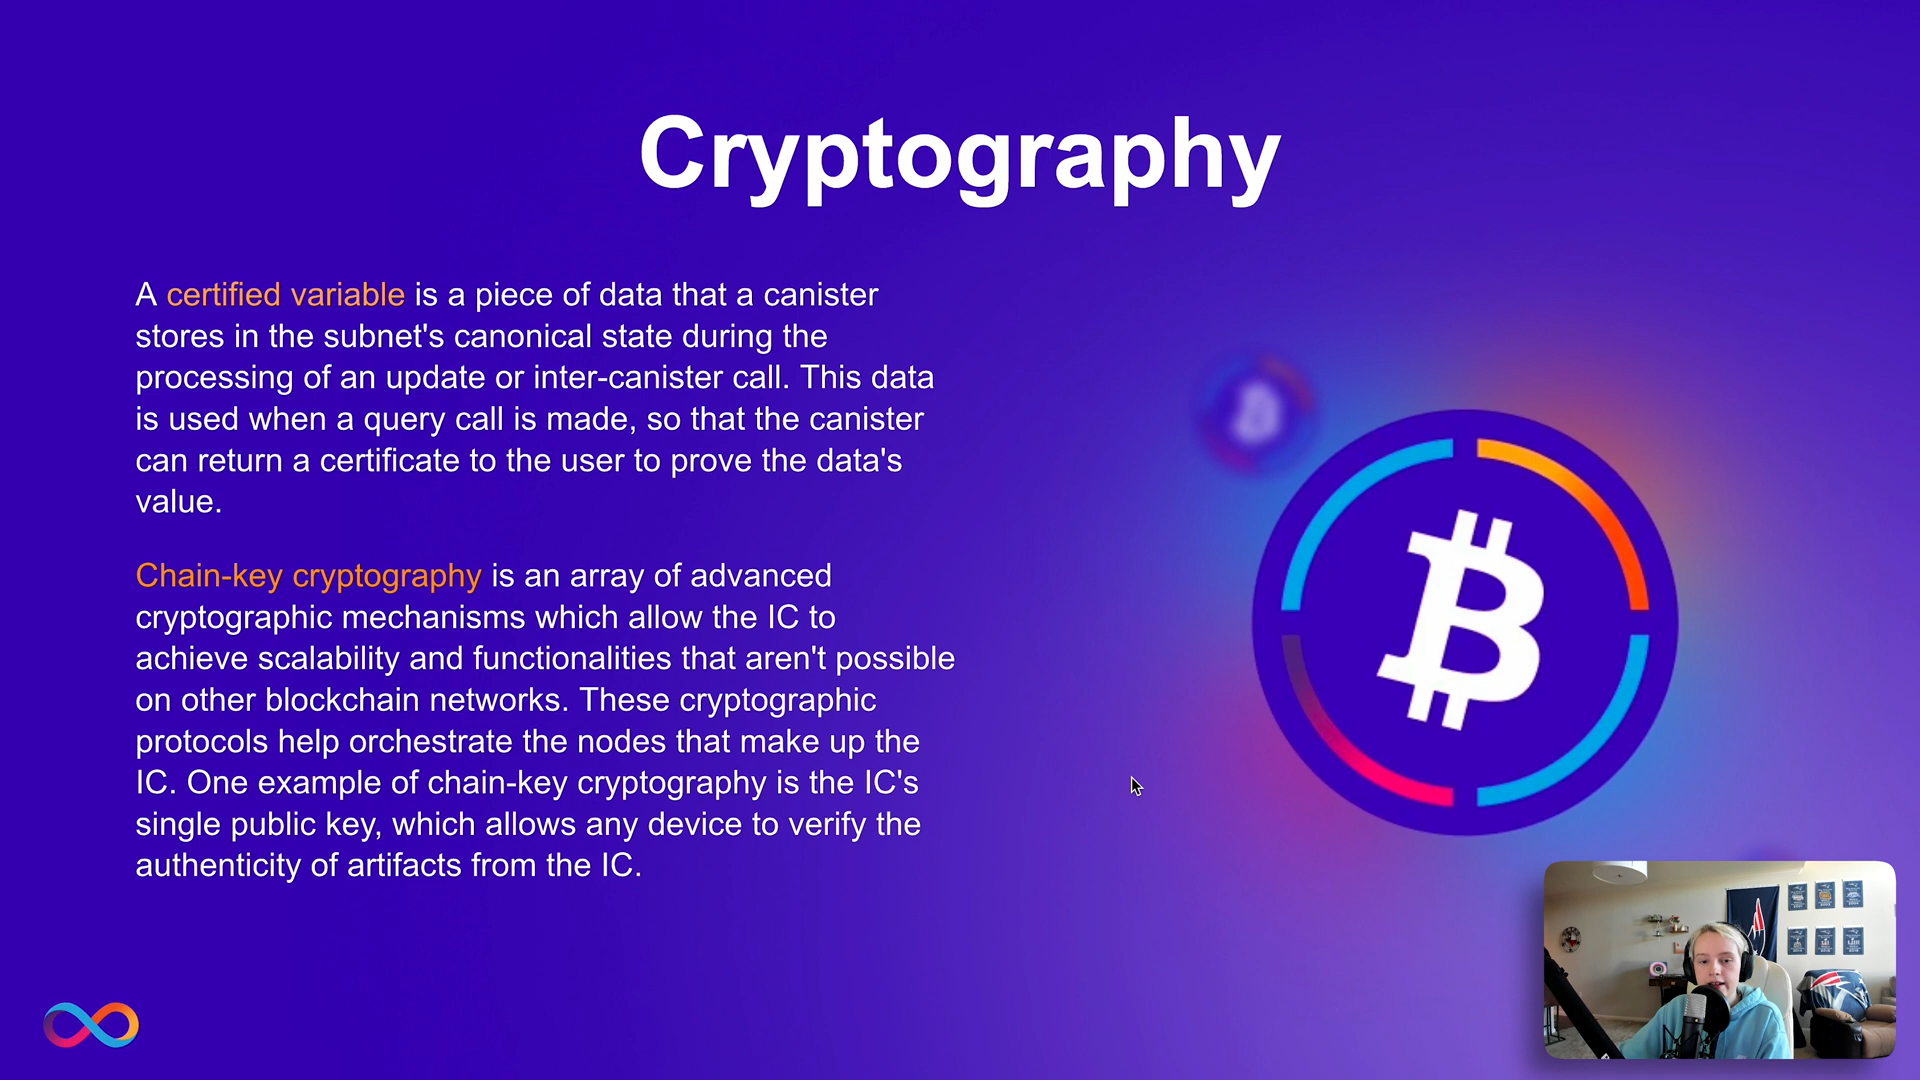 Cryptography
A certified variable is a piece of data that a canister
stores in the subnet's canonical state during the
processing of an update or inter-canister call. This data
is used when a query call is made, so that the canister
can return a certificate to the user to prove the data's
value.
Chain-key cryptography is an array of advanced
cryptographic mechanisms which allow the IC to
achieve scalability and functionalities that aren't possible
on other blockchain networks. These cryptographic
protocols help orchestrate the nodes that make up the
IC. One example of chain-key cryptography is the IC's
single public key, which allows any device to verify the
authenticity of artifacts from the IC.